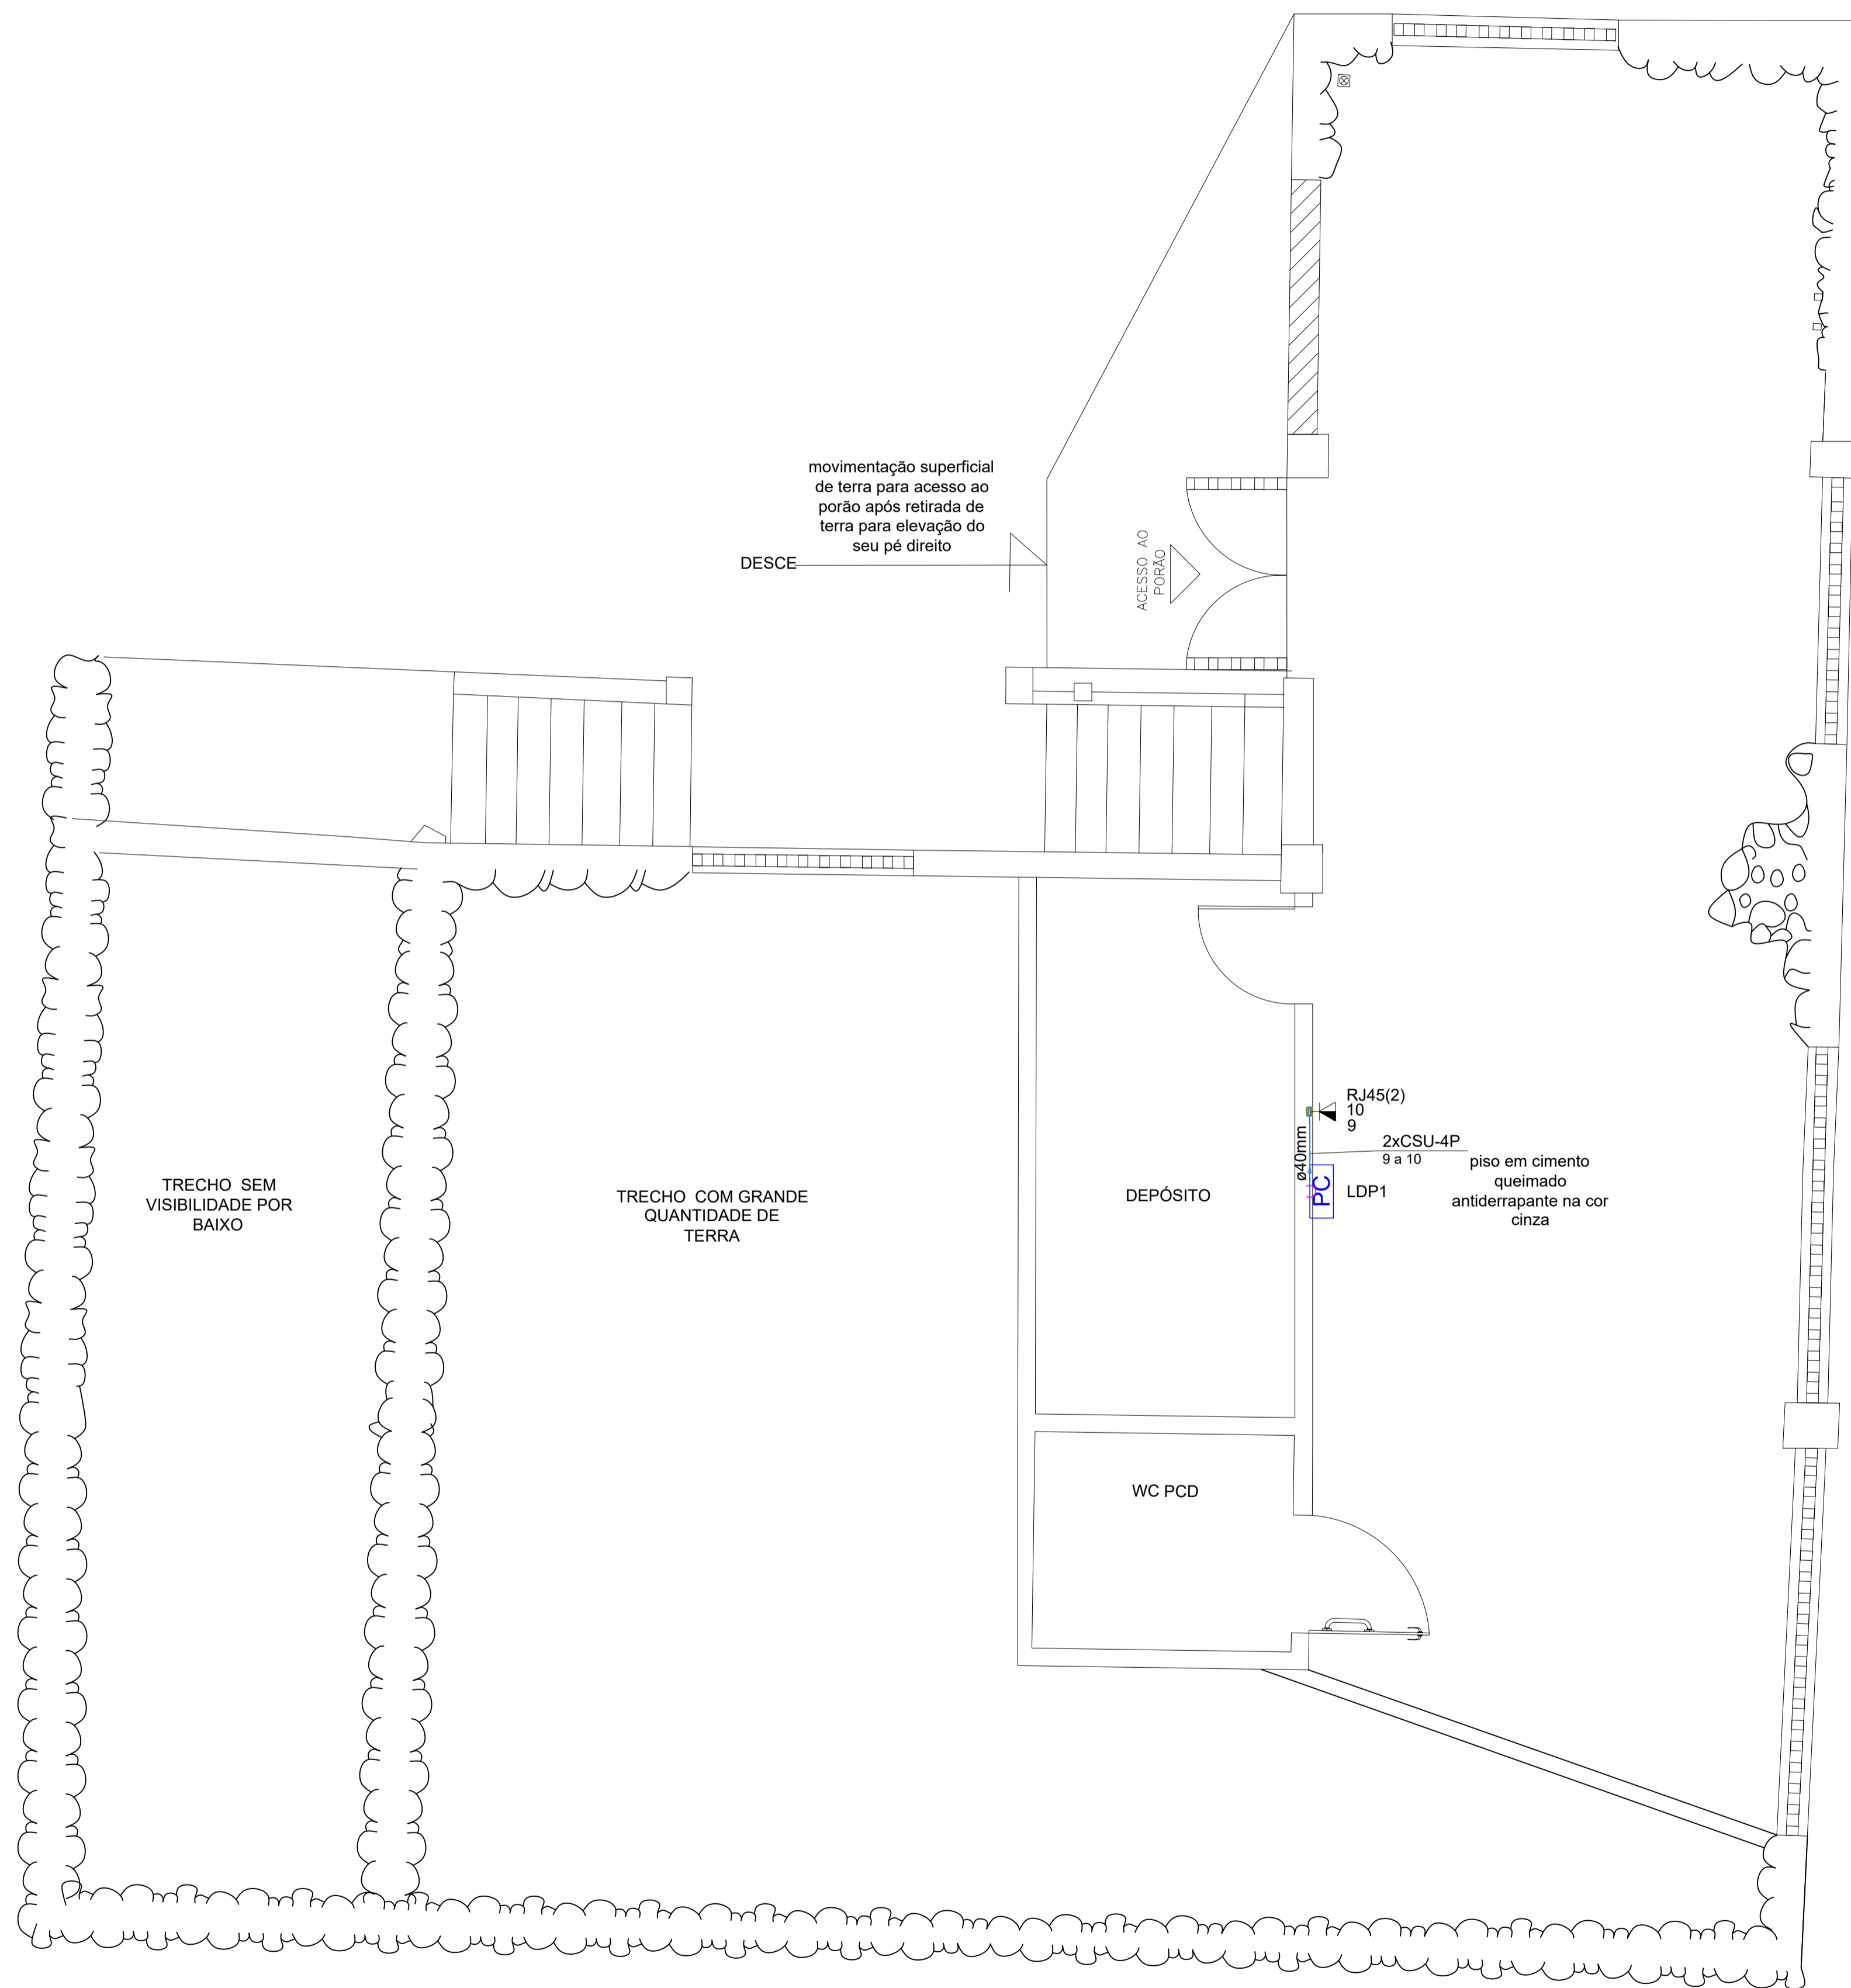 movimentação superficial
de terra para acesso ao
porão após retirada de
terra para elevação do
seu pé direito
DESCE
ACESSO AO
PORÃO
RJ45(2)
10
9
2xCSU-4P
9 a 10
ø40mm
PC
LDP1
piso em cimento
queimado
antiderrapante na cor
cinza
TRECHO SEM
VISIBILIDADE POR
BAIXO
TRECHO COM GRANDE
QUANTIDADE DE
TERRA
DEPÓSITO
WC PCD